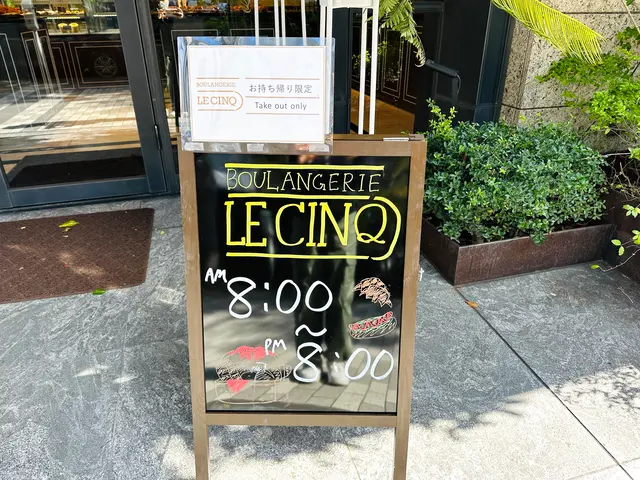 BOULANGERIE
LE CINQ
お持ち帰り限定
Take out only
BOULANGERIE
LE CINQ
AM 8:00
~
PM 8:00